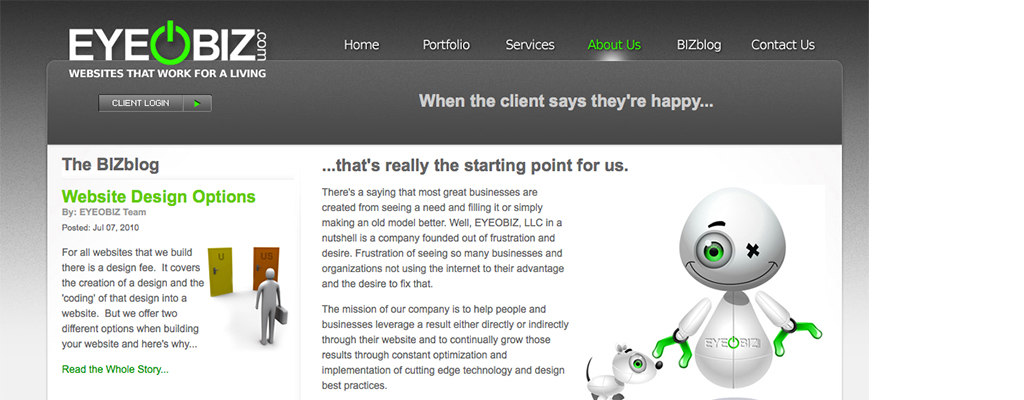 EYEOBIZ.com
WEBSITES THAT WORK FOR A LIVING
Home Portfolio Services About Us BIZblog Contact Us
CLIENT LOGIN
When the client says they're happy...
The BIZblog
Website Design Options
By: EYEOBIZ Team
Posted: Jul 07, 2010
For all websites that we build
there is a design fee. It covers
the creation of a design and the
'coding' of that design into a
website. But we offer two
different options when building
your website and here's why...
Read the Whole Story...
U
US
...that's really the starting point for us.
There's a saying that most great businesses are
created from seeing a need and filling it or simply
making an old model better. Well, EYEOBIZ, LLC in a
nutshell is a company founded out of frustration and
desire. Frustration of seeing so many businesses and
organizations not using the internet to their advantage
and the desire to fix that.
The mission of our company is to help people and
businesses leverage a result either directly or indirectly
through their website and to continually grow those
results through constant optimization and
implementation of cutting edge technology and design
best practices.
EYEOBIZ